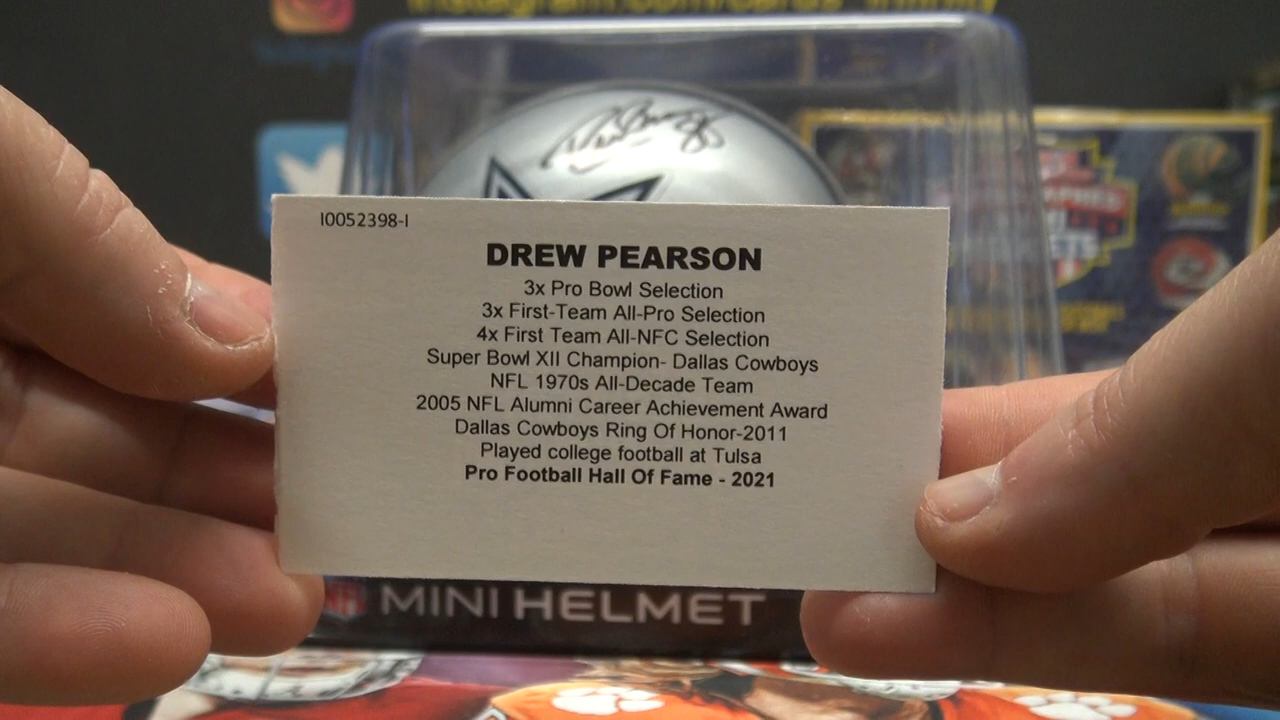 I0052398-I
DREW PEARSON
3x Pro Bowl Selection
3x First-Team All-Pro Selection
4x First Team All-NFC Selection
Super Bowl XII Champion- Dallas Cowboys
NFL 1970s All-Decade Team
2005 NFL Alumni Career Achievement Award
Dallas Cowboys Ring Of Honor-2011
Played college football at Tulsa
Pro Football Hall Of Fame - 2021
MINI HELMET